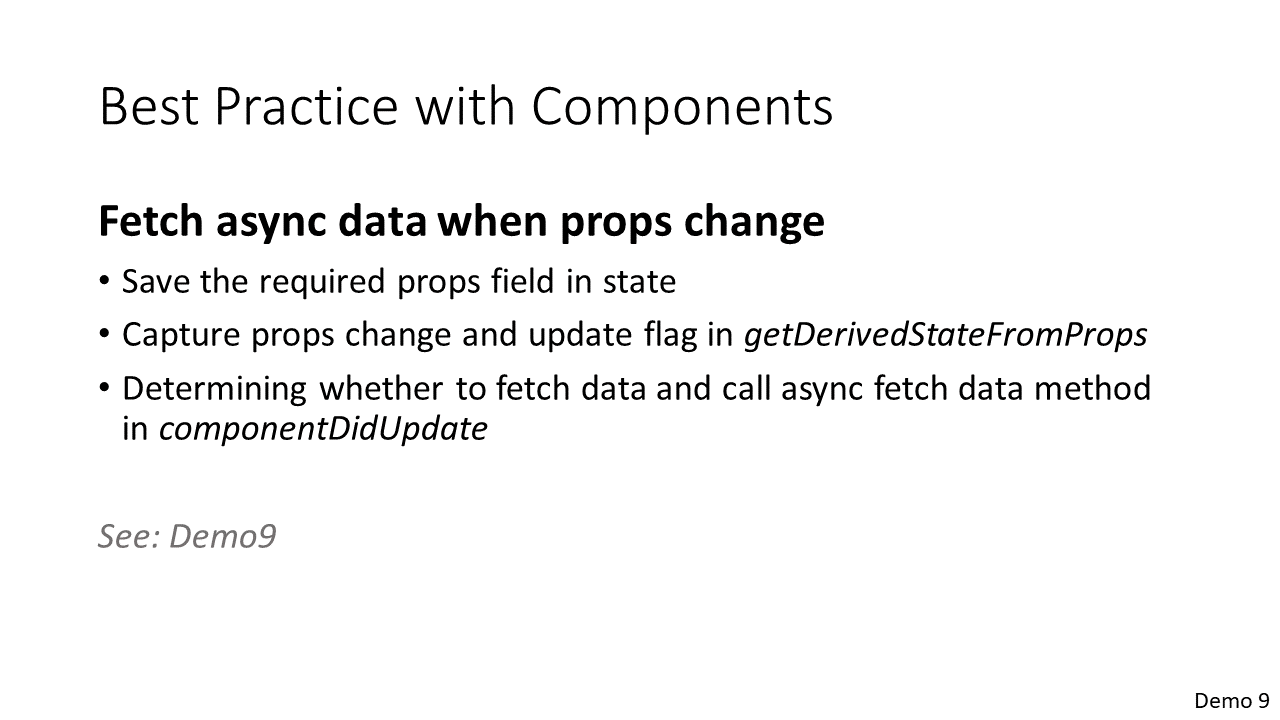 Best Practice with Components
Fetch async data when props change
• Save the required props field in state
• Capture props change and update flag in getDerivedStateFromProps
• Determining whether to fetch data and call async fetch data method
in componentDidUpdate
See: Demo9
Demo 9